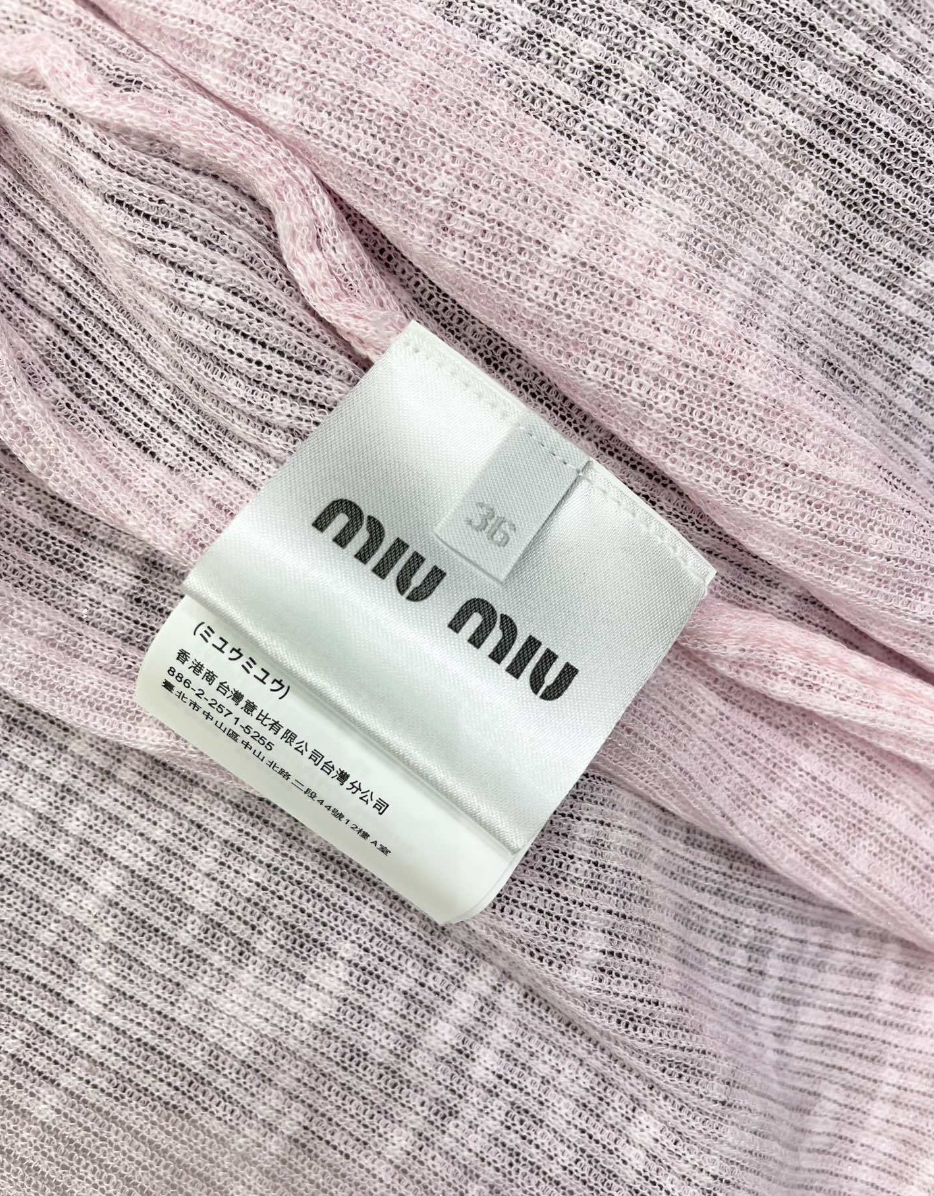 36
miu miu
(ミユウミユウ)
香港商台灣意比有限公司台灣分公司
886-2-2571-5255
臺北市中山區中山北路二段44號12樓A室